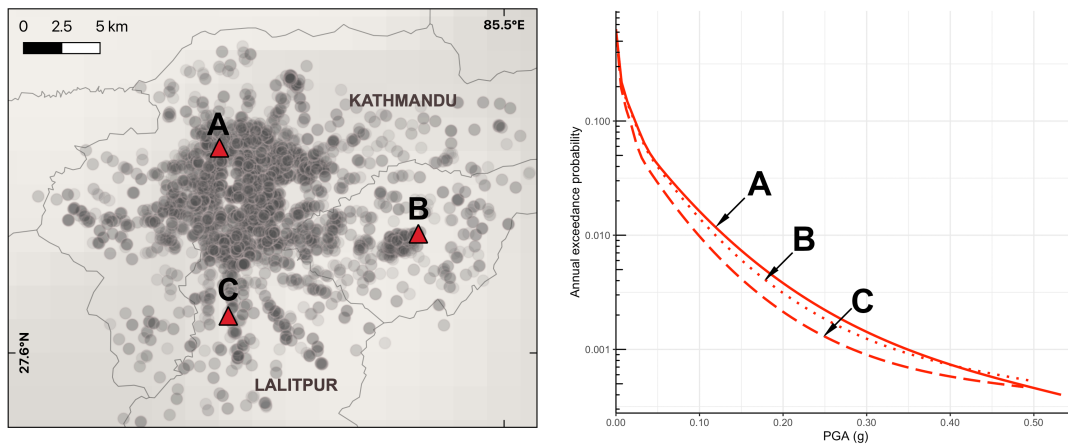 0 2.5 5 km
85.5°E
KATHMANDU
A
B
C
27.6°N
LALITPUR
Annual exceedance probability
0.100
0.010
0.001
A
B
C
0.00 0.10 0.20 0.30 0.40 0.50
PGA (g)